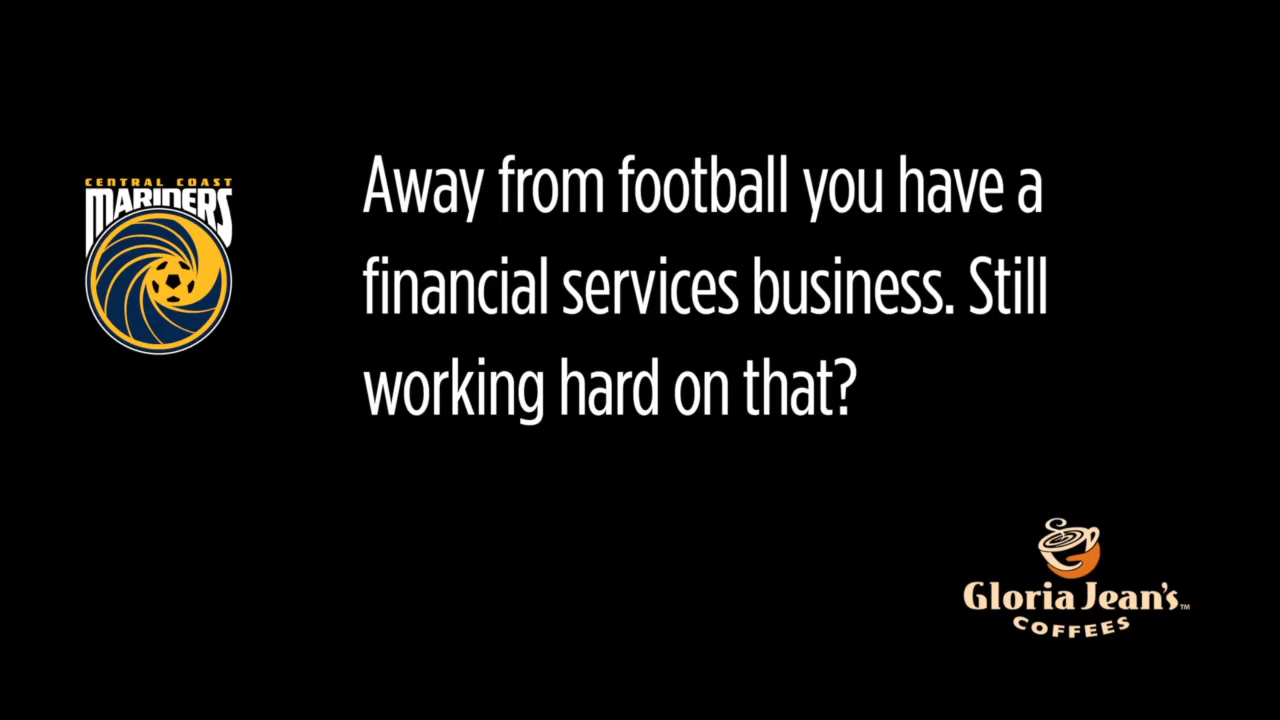 CENTRAL COAST
MARINERS
Away from football you have a
financial services business. Still
working hard on that?
Gloria Jean's™
COFFEES